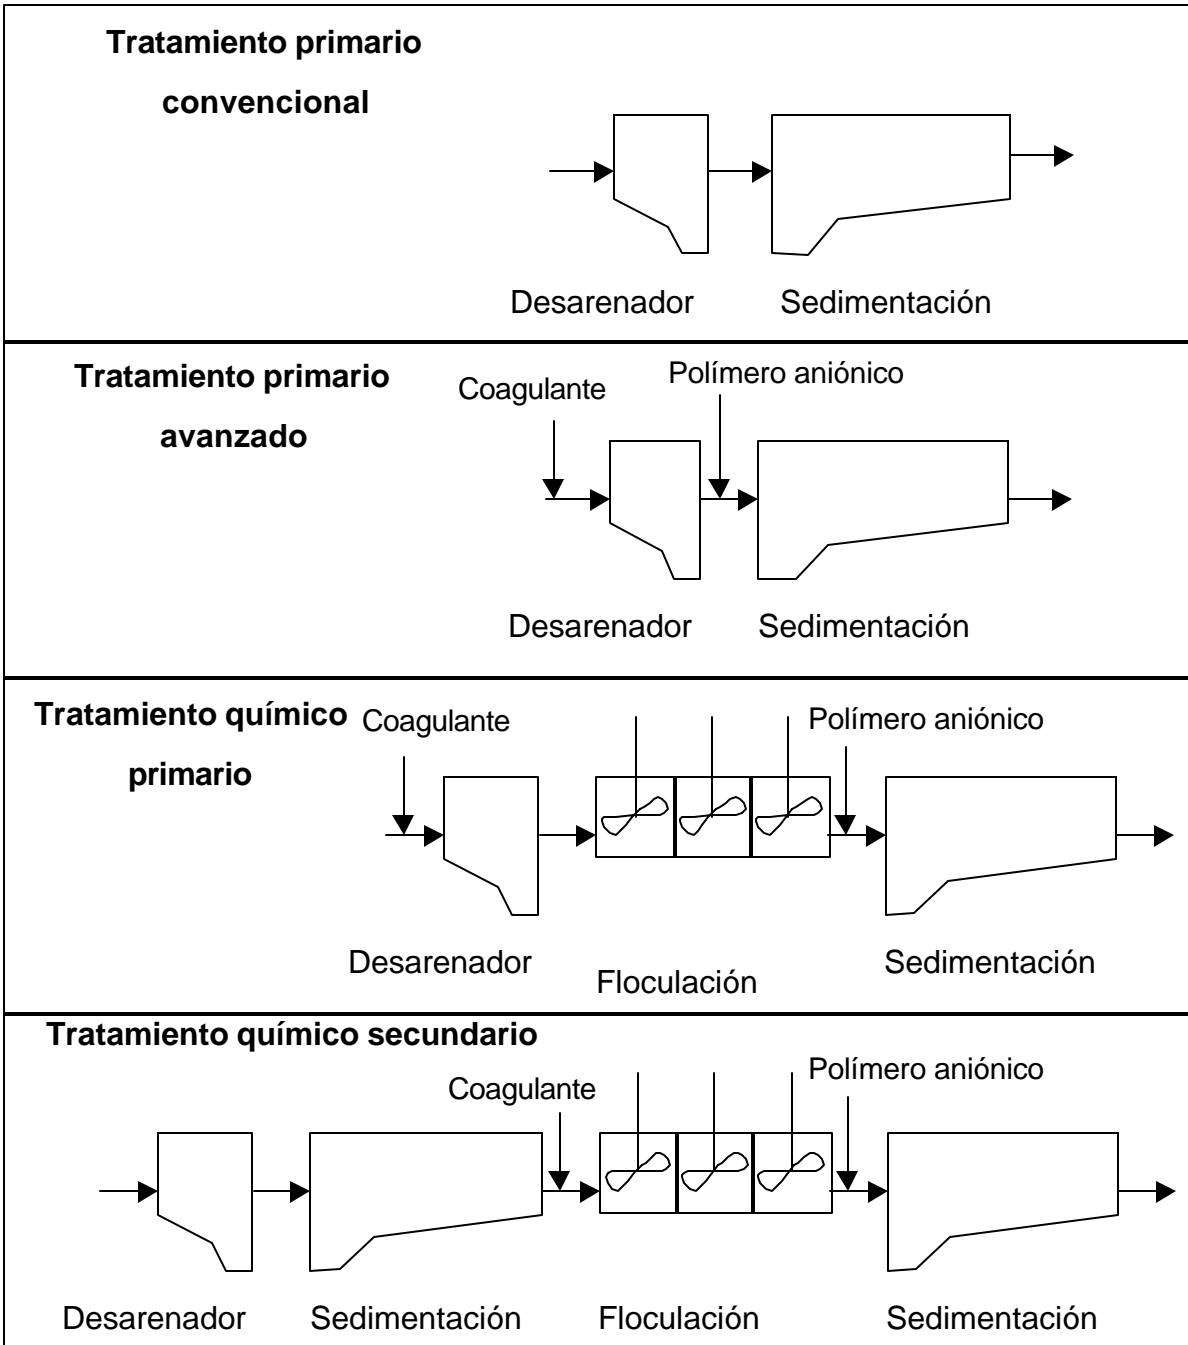 Tratamiento primario
convencional
Desarenador Sedimentación
Tratamiento primario
avanzado
Coagulante Polímero aniónico
Desarenador Sedimentación
Tratamiento químico
primario
Coagulante Polímero aniónico
Desarenador Floculación Sedimentación
Tratamiento químico secundario
Coagulante Polímero aniónico
Desarenador Sedimentación Floculación Sedimentación